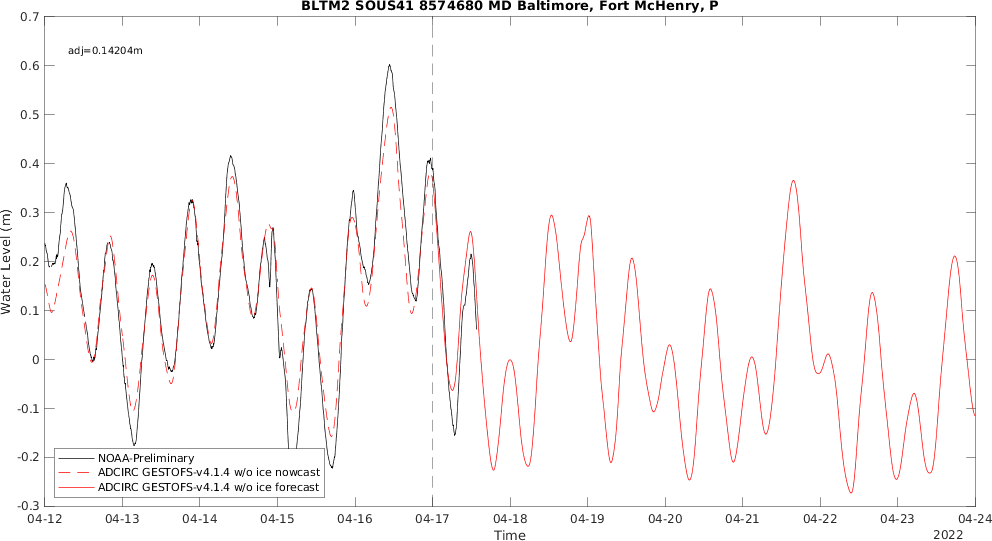 BLTM2 SOUS41 8574680 MD Baltimore, Fort McHenry, P
adj=0.14204m
Water Level (m)
0.7
0.6
0.5
0.4
0.3
0.2
0.1
0
-0.1
-0.2
-0.3
NOAA-Preliminary
ADCIRC GESTOFS-v4.1.4 w/o ice nowcast
ADCIRC GESTOFS-v4.1.4 w/o ice forecast
04-12 04-13 04-14 04-15 04-16 04-17 04-18 04-19 04-20 04-21 04-22 04-23 04-24
Time
2022